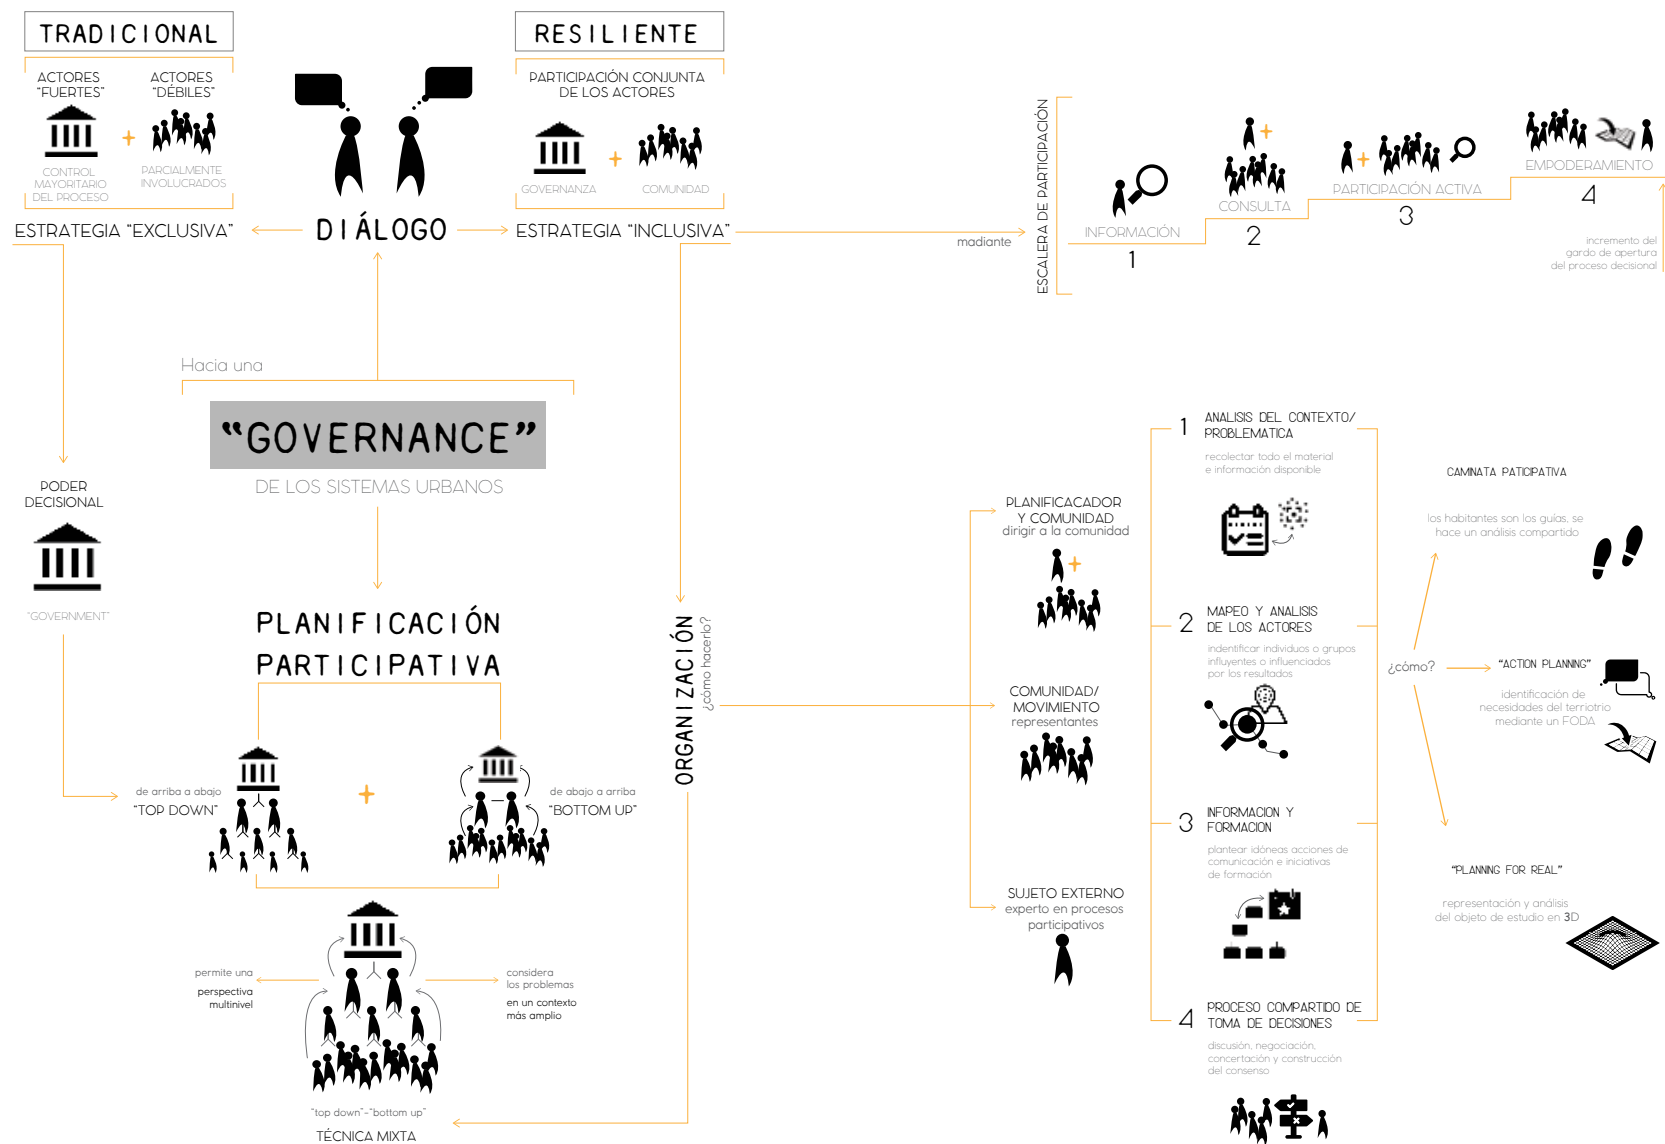 TRADICIONAL
ACTORES
"FUERTES"
ACTORES
"DÉBILES"
CONTROL
MAYORITARIO
DEL PROCESO
PARCIALMENTE
INVOLUCRADOS
ESTRATEGIA "EXCLUSIVA"
DIÁLOGO
RESILIENTE
PARTICIPACIÓN CONJUNTA
DE LOS ACTORES
GOVERNANZA
COMUNIDAD
ESTRATEGIA "INCLUSIVA"
madiante
ESCALERA DE PARTICIPACIÓN
INFORMACIÓN
1
CONSULTA
2
PARTICIPACIÓN ACTIVA
3
EMPODERAMIENTO
4
incremento del
gardo de apertura
del proceso decisional
Hacia una
"GOVERNANCE"
DE LOS SISTEMAS URBANOS
PODER
DECISIONAL
"GOVERNMENT"
PLANIFICACIÓN
PARTICIPATIVA
de arriba a abajo
"TOP DOWN"
de abajo a arriba
"BOTTOM UP"
permite una
perspectiva
multinivel
considera
los problemas
en un contexto
más amplio
"top down"-"bottom up"
TÉCNICA MIXTA
ORGANIZACIÓN
¿cómo hacerlo?
PLANIFICACADOR
Y COMUNIDAD
dirigir a la comunidad
COMUNIDAD/
MOVIMIENTO
representantes
SUJETO EXTERNO
experto en procesos
participativos
1
ANALISIS DEL CONTEXTO/
PROBLEMATICA
recolectar todo el material
e información disponible
2
MAPEO Y ANALISIS
DE LOS ACTORES
indentificar individuos o grupos
influyentes o influenciados
por los resultados
3
INFORMACION Y
FORMACION
plantear idóneas acciones de
comunicación e iniciativas
de formación
4
PROCESO COMPARTIDO DE
TOMA DE DECISIONES
discusión, negociación,
concertación y construcción
del consenso
¿cómo?
CAMINATA PATICIPATIVA
los habitantes son los guías, se
hace un análisis compartido
"ACTION PLANNING"
identificación de
necesidades del terriotrio
mediante un FODA
"PLANNING FOR REAL"
representación y análisis
del objeto de estudio en 3D